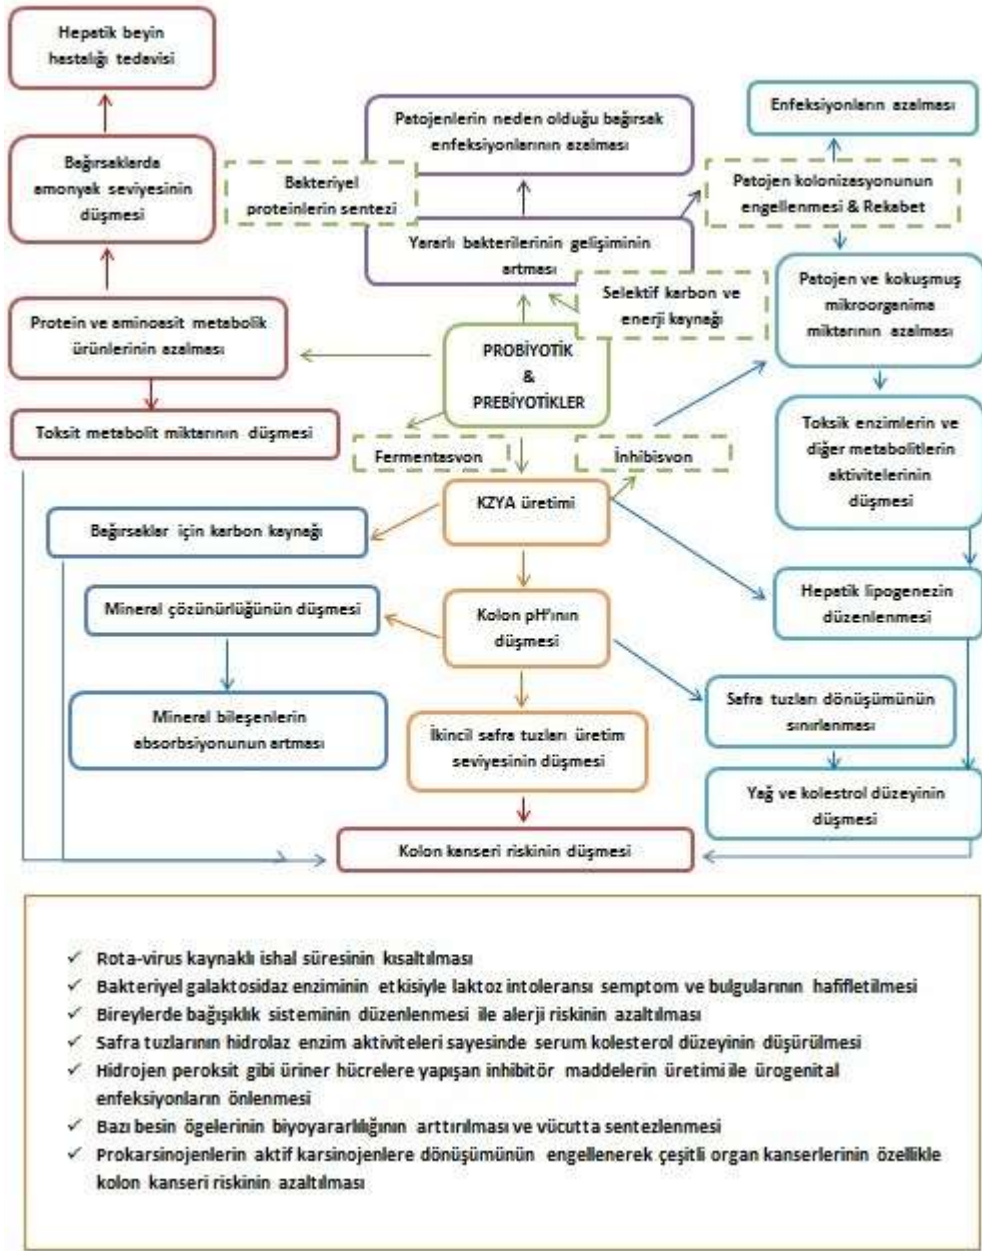 Hepatik beyin
hastalığı tedavisi
Enfeksiyonların azalması
Patojenlerin neden olduğu bağırsak
enfeksiyonlarının azalması
Bağırsaklarda
amonyak seviyesinin
düşmesi
Bakteriyel
proteinlerin sentezi
Patojen kolonizasyonunun
engellenmesi & Rekabet
Yararlı bakterilerinin gelişiminin
artması
Patojen ve kokuşmuş
mikroorganima
miktarının azalması
Selektif karbon ve
enerji kaynağı
Protein ve aminoasit metabolik
ürünlerinin azalması
PROBİYOTİK
&
PREBİYOTİKLER
Toksit metabolit miktarının düşmesi
Toksik enzimlerin ve
diğer metabolitlerin
aktivitelerinin
düşmesi
Fermentasvon
İnhibisvon
KZYA üretimi
Bağırsaklar için karbon kaynağı
Hepatik lipogenezin
düzenlenmesi
Mineral çözünürlüğünün düşmesi
Kolon pH'ının
düşmesi
Safra tuzları dönüşümünün
sınırlanması
Mineral bileşenlerin
absorbsiyonunun artması
İkincil safra tuzları üretim
seviyesinin düşmesi
Yağ ve kolestrol düzeyinin
düşmesi
Kolon kanseri riskinin düşmesi
✓ Rota-virus kaynaklı ishal süresinin kısaltılması
✓ Bakteriyel galaktosidaz enziminin etkisiyle laktoz intoleransı semptom ve bulgularının hafifletilmesi
✓ Bireylerde bağışıklık sisteminin düzenlenmesi ile alerji riskinin azaltılması
✓ Safra tuzlarının hidrolaz enzim aktiviteleri sayesinde serum kolesterol düzeyinin düşürülmesi
✓ Hidrojen peroksit gibi üriner hücrelere yapışan inhibitör maddelerin üretimi ile ürogenital
enfeksiyonların önlenmesi
✓ Bazı besin ögelerinin biyoyararlılığının arttırılması ve vücutta sentezlenmesi
✓ Prokarsinojenlerin aktif karsinojenlere dönüşümünün engellenerek çeşitli organ kanserlerinin özellikle
kolon kanseri riskinin azaltılması